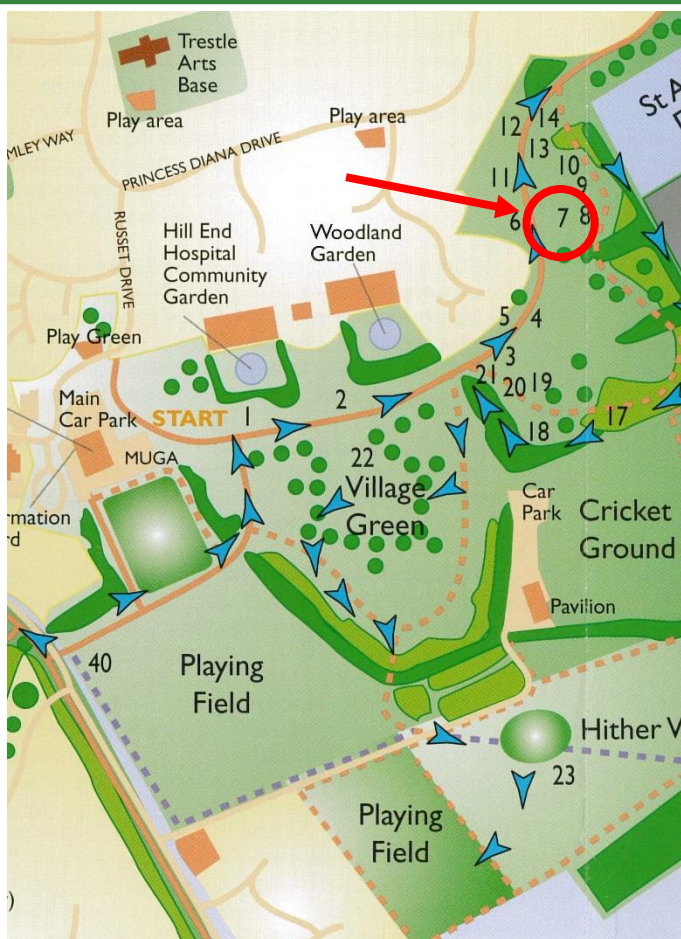 Trestle
Arts
Base
Play area
Play area
MLEY WAY
PRINCESS DIANA DRIVE
St A
RUSSET DRIVE
12 14
13
10
11
9
6 7 8
Hill End
Hospital
Community
Garden
Woodland
Garden
5 4
3
Play Green
21 20 19
Main
Car Park
START 1
2
17
18
MUGA
22
Village
Green
Car
Park
Cricket
Ground
rmation
rd
Pavilion
40
Playing
Field
Hither W
23
Playing
Field
)